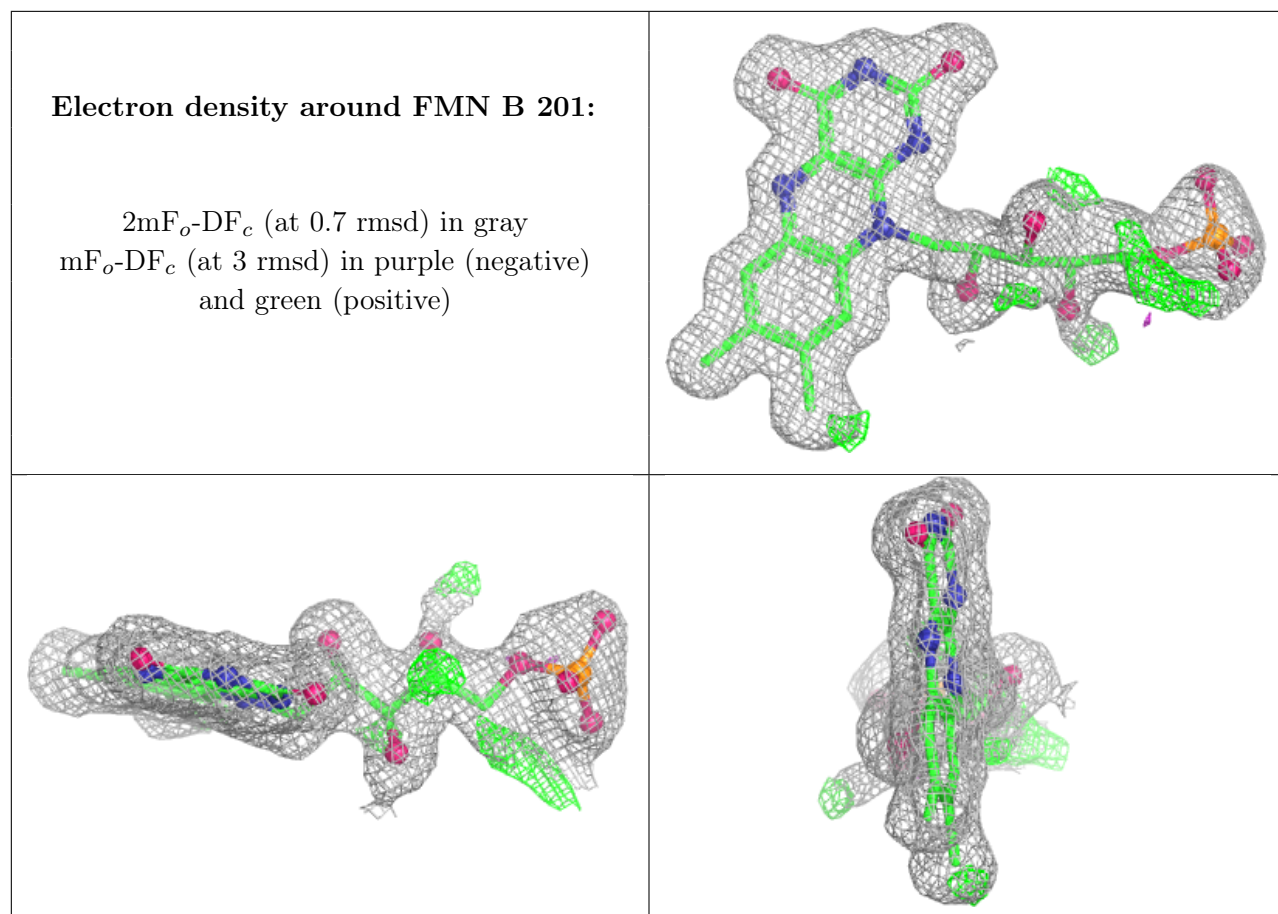 Electron density around FMN B 201:
2mFo-DFc (at 0.7 rmsd) in gray
mFo-DFc (at 3 rmsd) in purple (negative)
and green (positive)